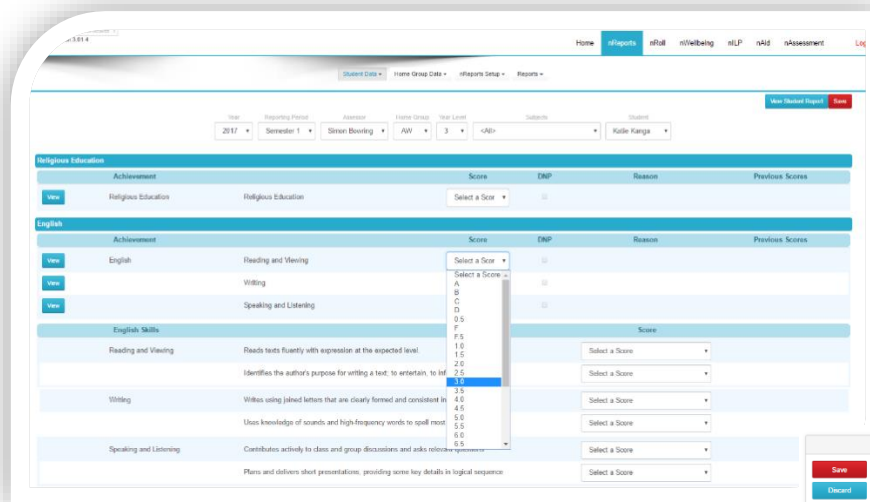 3.01.4
Home nReports nRoll nWellbeing nILP nAid nAssessment Log
Student Data Home Group Data nReports Setup Reports
View Student Report Save
Year Reporting Period Assessor Home Group Year Level Subjects Student
2017 Semester 1 Simon Bowring AW 3 <All> Katie Kanga
Religious Education
Achievement Score DNP Reason Previous Scores
View Religious Education Religious Education Select a Scor
English
Achievement Score DNP Reason Previous Scores
View English Reading and Viewing Select a Scor
Select a Score
View Writing
A
B
C
View Speaking and Listening
D
0.5
English Skills Score
F
F.5
Reading and Viewing Reads texts fluently with expression at the expected level. Select a Score
1.0
1.5
2.0
Identifies the author's purpose for writing a text; to entertain, to inf Select a Score
2.5
3.0
3.5
Writing Writes using joined letters that are clearly formed and consistent in Select a Score
4.0
4.5
Uses knowledge of sounds and high-frequency words to spell most Select a Score
5.0
5.5
6.0
Speaking and Listening Contributes actively to class and group discussions and asks relevant questions Select a Score
6.5
Plans and delivers short presentations, providing some key details in logical sequence Select a Score
Save
Discard